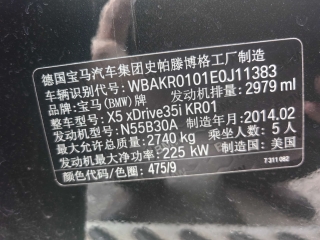 德国宝马汽车集团史帕滕博格工厂制造
车辆识别代号: WBAKR0101E0J11383
品牌: 宝马(BMW)牌 发动机排量: 2979 ml
整车型号: X5 xDrive35i KR01
发动机型号: N55B30A 制造年月: 2014.02
最大允许总质量: 2740 kg 乘坐人数: 5 人
发动机最大净功率: 225 kW 制造国: 美国
颜色代码/色圈: 475/9
7 311 082